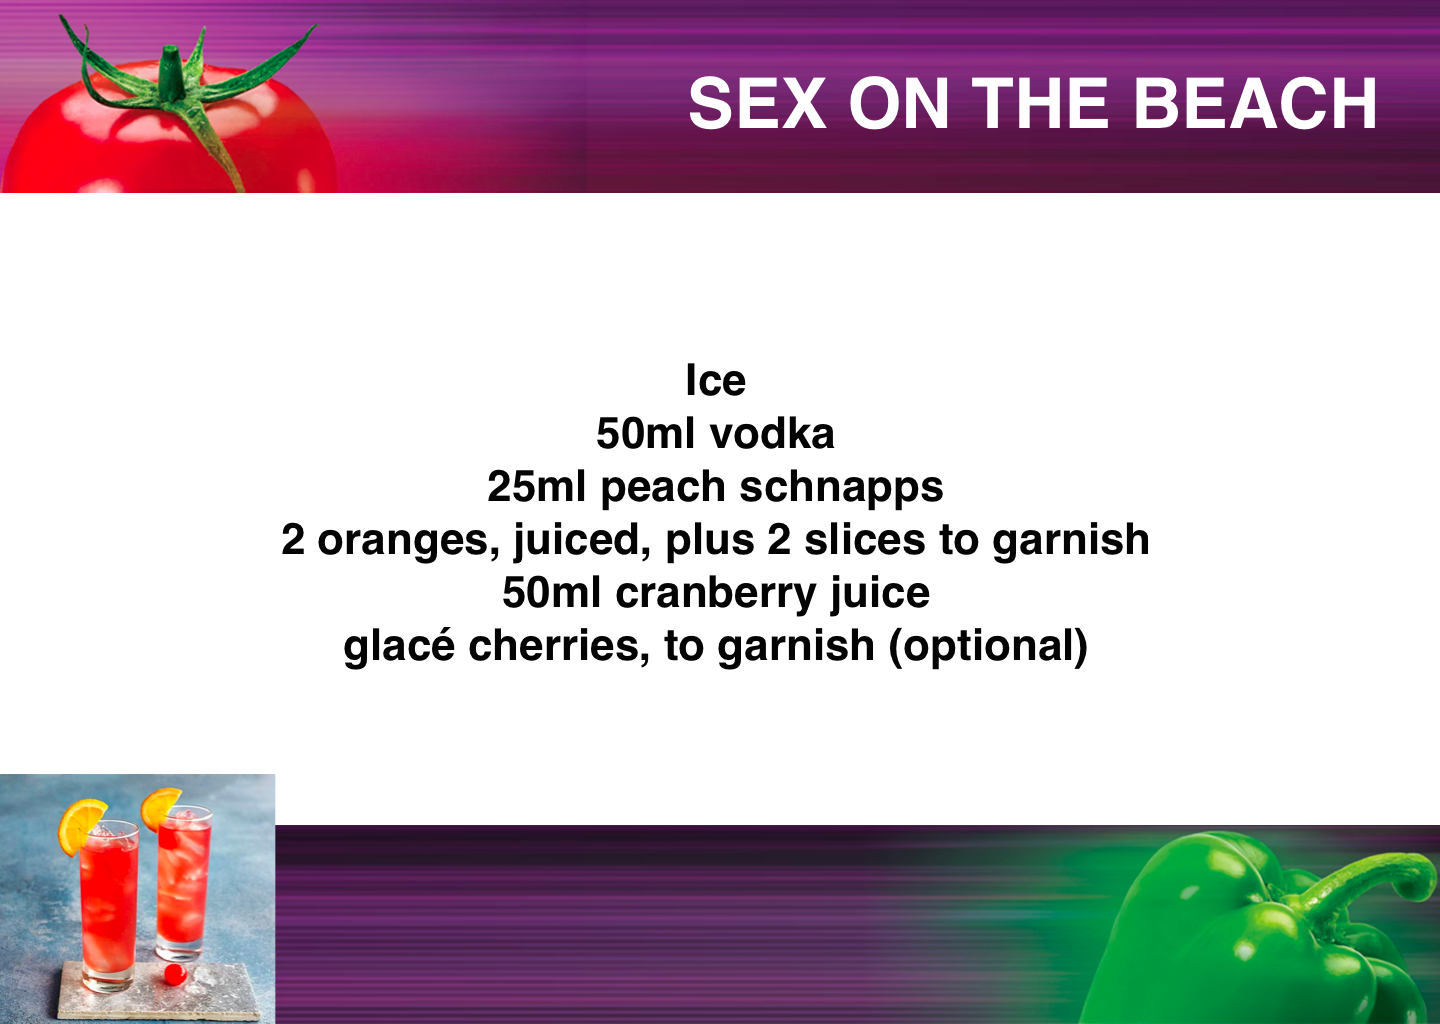 SEX ON THE BEACH
Ice
50ml vodka
25ml peach schnapps
2 oranges, juiced, plus 2 slices to garnish
50ml cranberry juice
glacé cherries, to garnish (optional)